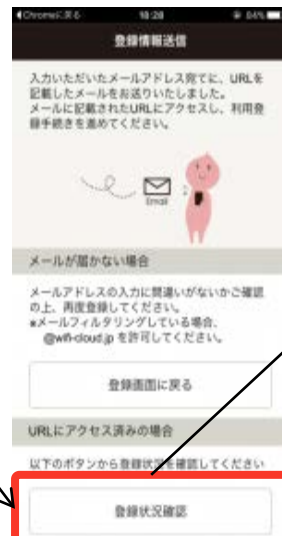 Chromeに戻る 18:28 84%
登録情報送信
入力いただいたメールアドレス宛てに、URLを
記載したメールをお送りいたしました。
メールに記載されたURLにアクセスし、利用登
録手続きを進めてください。
Email
メールが届かない場合
メールアドレスの入力に間違いがないかご確認
の上、再度登録してください。
※メールフィルタリングしている場合、
@wifi-cloud.jp を許可してください。
登録画面に戻る
URLにアクセス済みの場合
以下のボタンから登録状況を確認してください
登録状況確認